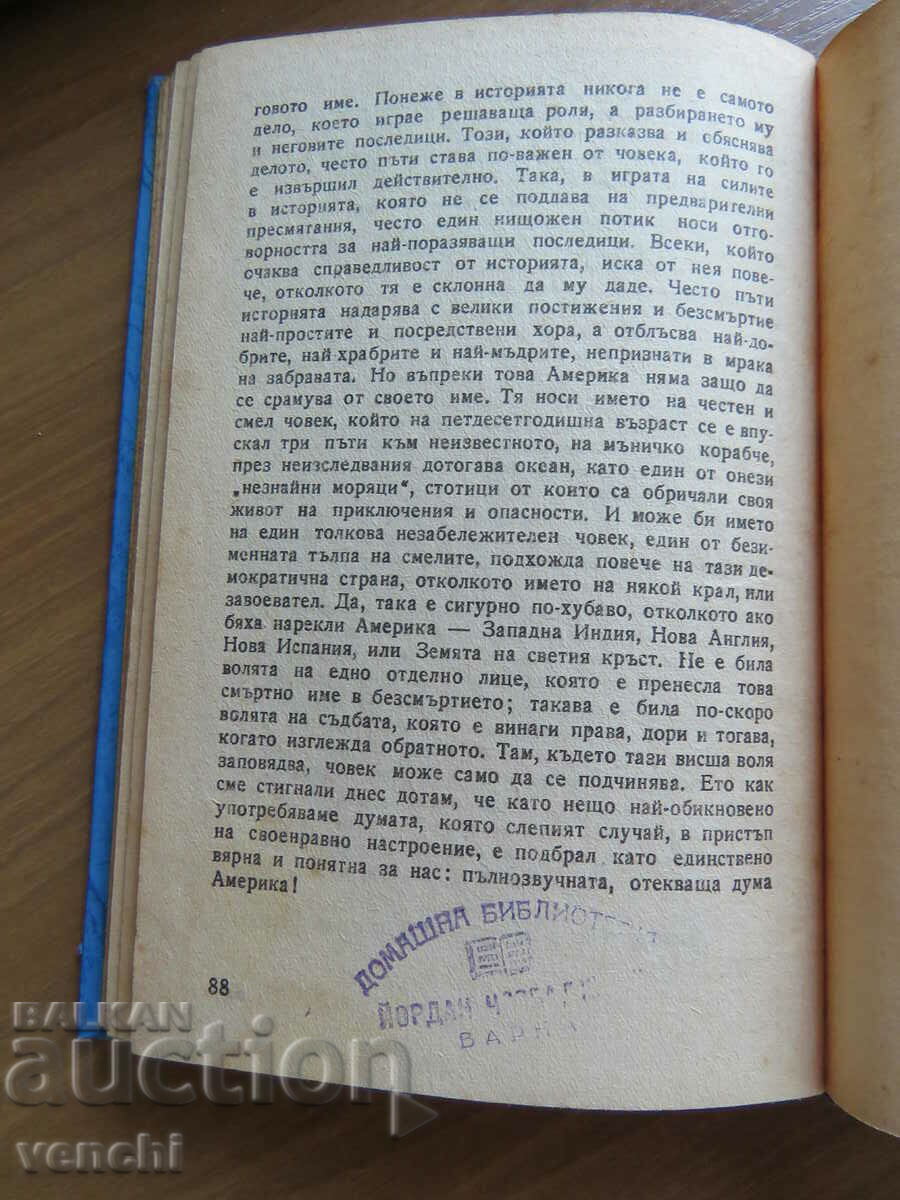 говото име. Понеже в историята никога не е самото
дело, което играе решаваща роля, а разбирането му
и неговите последици. Този, който разказва и обяснява
делото, често пъти става по-важен от човека, който го
е извършил действително. Така, в играта на силите
в историята, която не се поддава на предварителни
пресмятания, често един нищожен потик носи отго-
ворността за най-поразяващи последици. Всеки, който
очаква справедливост от историята, иска от нея пове-
че, отколкото тя е склонна да му даде. Често пъти
историята надарява с велики постижения и безсмъртие
най-простите и посредствени хора, а отблъсва най-до-
брите, най-храбрите и най-мъдрите, непризнати в мрака
на забравата. Но въпреки това Америка няма защо да
се срамува от своето име. Тя носи името на честен и
смел човек, който на петдесетгодишна възраст се е впу-
скал три пъти към неизвестното, на мъничко корабче,
през неизследвания дотогава океан, като един от онези
„незнайни моряци“, стотици от които са обричали своя
живот на приключения и опасности. И може би името
на един толкова незабележителен човек, един от бези-
менната тълпа на смелите, подхожда повече на тази де-
мократична страна, отколкото името на някой крал, или
завоевател. Да, така е сигурно по-хубаво, отколкото ако
бяха нарекли Америка — Западна Индия, Нова Англия,
Нова Испания, или Земята на светия кръст. Не е била
волята на едно отделно лице, която е пренесла това
смъртно име в безсмъртието; такава е била по-скоро
волята на съдбата, която е винаги права, дори и тогава,
когато изглежда обратното. Там, където тази висша воля
заповядва, човек може само да се подчинява. Ето как
сме стигнали днес дотам, че като нещо най-обикновено
употребяваме думата, която слепият случай, в пристъп
на своенравно настроение, е подбрал като единствено
вярна и понятна за нас: пълнозвучната, отекваща дума
Америка!
ДОМАШНА БИБЛИОТЕКА
ЙОРДАН
ВАРНА
88
BALKAN
auction
venchi